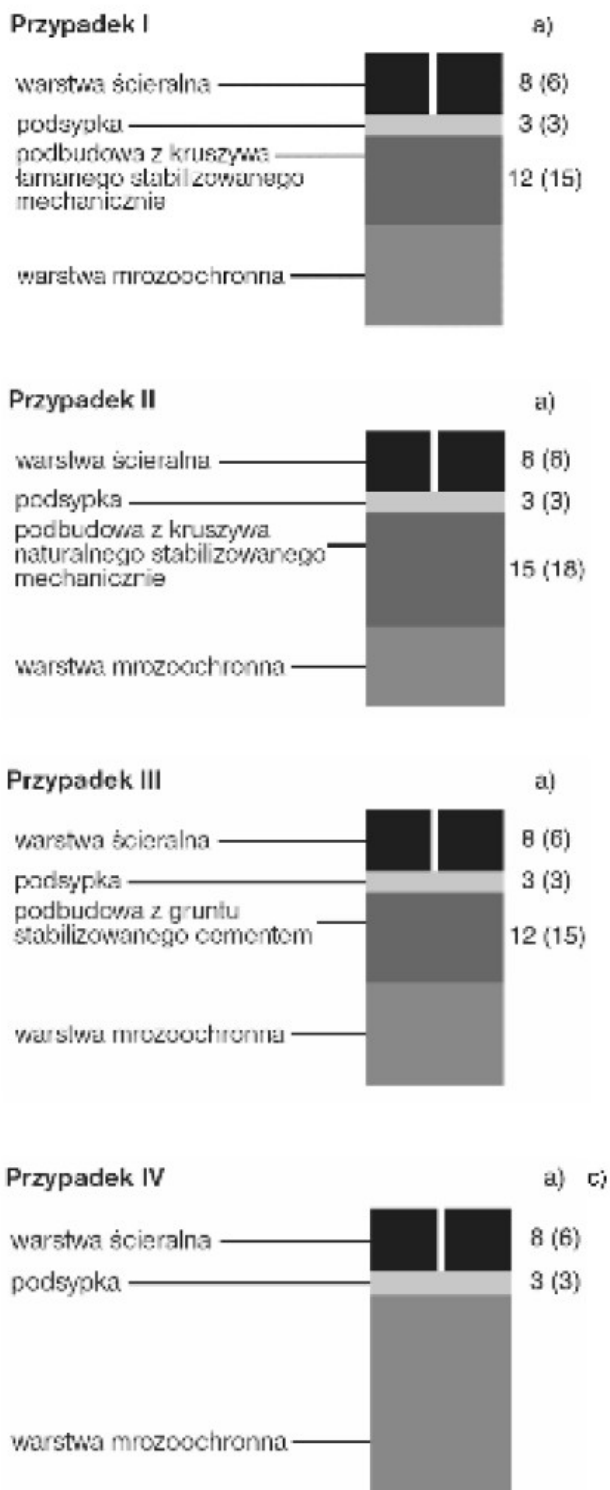 Przypadek I a)
warstwa ścieralna 8 (6)
podsypka 3 (3)
podbudowa z kruszywa
łamanego stabilizowanego 12 (15)
mechanicznie
warstwa mrozoochronna
Przypadek II a)
warstwa ścieralna 8 (6)
podsypka 3 (3)
podbudowa z kruszywa
naturalnego stabilizowanego
mechanicznie 15 (18)
warstwa mrozoochronna
Przypadek III a)
warstwa ścieralna 8 (6)
podsypka 3 (3)
podbudowa z gruntu
stabilizowanego cementem 12 (15)
warstwa mrozoochronna
Przypadek IV a) c)
warstwa ścieralna 8 (6)
podsypka 3 (3)
warstwa mrozoochronna